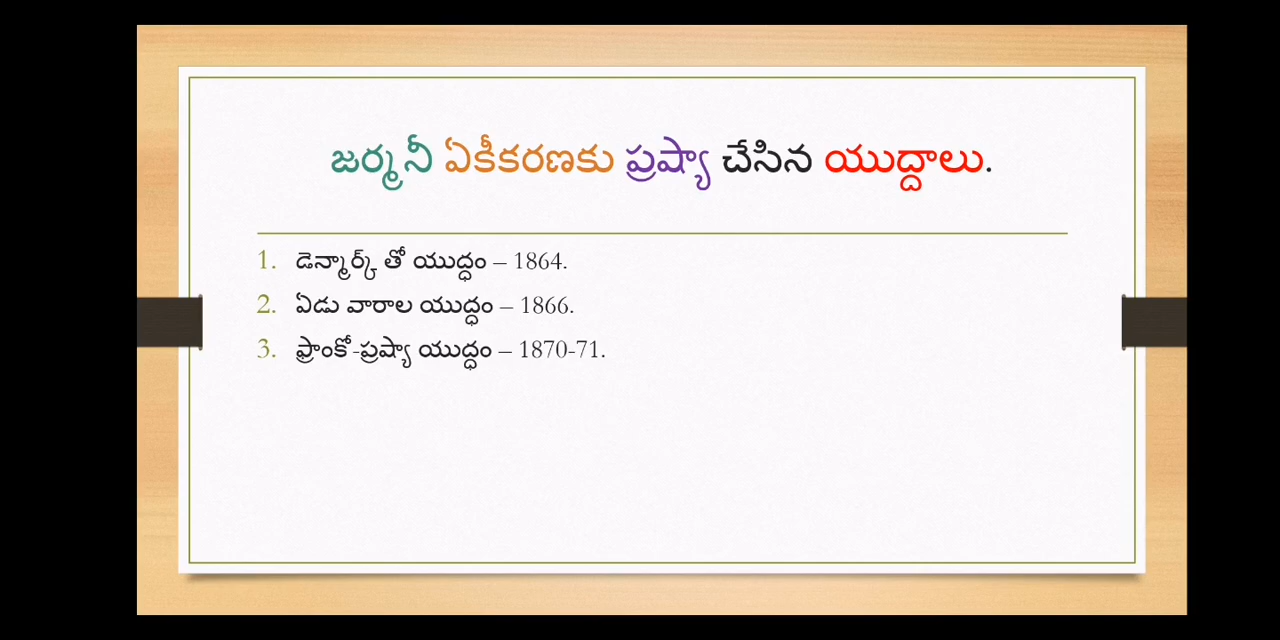 జర్మనీ ఏకీకరణకు ప్రష్యా చేసిన యుద్దాలు.
1. డెన్మార్క్ తో యుద్ధం – 1864.
2. ఏడు వారాల యుద్ధం – 1866.
3. ఫ్రాంకో-ప్రష్యా యుద్ధం – 1870-71.